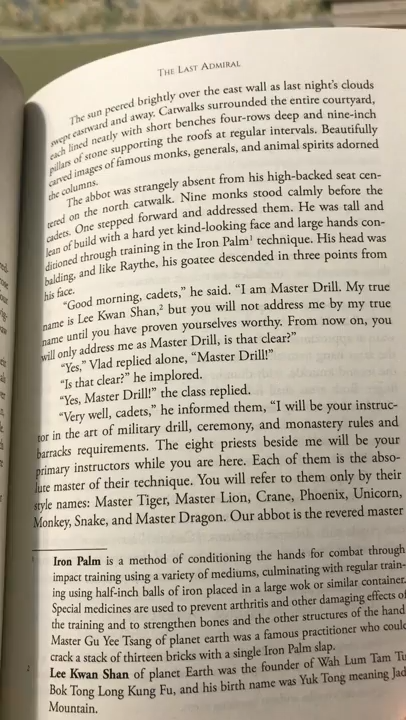 THE LAST ADMIRAL
The sun peered brightly over the east wall as last night's clouds
swept eastward and away. Catwalks surrounded the entire courtyard,
each lined neatly with short benches four-rows deep and nine-inch
pillars of stone supporting the roofs at regular intervals. Beautifully
carved images of famous monks, generals, and animal spirits adorned
the columns.
The abbot was strangely absent from his high-backed seat cen-
tered on the north catwalk. Nine monks stood calmly before the
cadets. One stepped forward and addressed them. He was tall and
lean of build with a hard yet kind-looking face and large hands con-
ditioned through training in the Iron Palm¹ technique. His head was
balding, and like Raythe, his goatee descended in three points from
his face.
"Good morning, cadets," he said. "I am Master Drill. My true
name is Lee Kwan Shan,² but you will not address me by my true
name until you have proven yourselves worthy. From now on, you
will only address me as Master Drill, is that clear?"
"Yes," Vlad replied alone, "Master Drill!"
"Is that clear?" he implored.
"Yes, Master Drill!" the class replied.
"Very well, cadets," he informed them, "I will be your instruc-
tor in the art of military drill, ceremony, and monastery rules and
barracks requirements. The eight priests beside me will be your
primary instructors while you are here. Each of them is the abso-
lute master of their technique. You will refer to them only by their
style names: Master Tiger, Master Lion, Crane, Phoenix, Unicorn,
Monkey, Snake, and Master Dragon. Our abbot is the revered master
¹ Iron Palm is a method of conditioning the hands for combat through
impact training using a variety of mediums, culminating with regular train-
ing using half-inch balls of iron placed in a large wok or similar container.
Special medicines are used to prevent arthritis and other damaging effects of
the training and to strengthen bones and the other structures of the hand
Master Gu Yee Tsang of planet earth was a famous practitioner who could
crack a stack of thirteen bricks with a single Iron Palm slap.
² Lee Kwan Shan of planet Earth was the founder of Wah Lum Tam Tu
Bok Tong Long Kung Fu, and his birth name was Yuk Tong meaning Jad
Mountain.